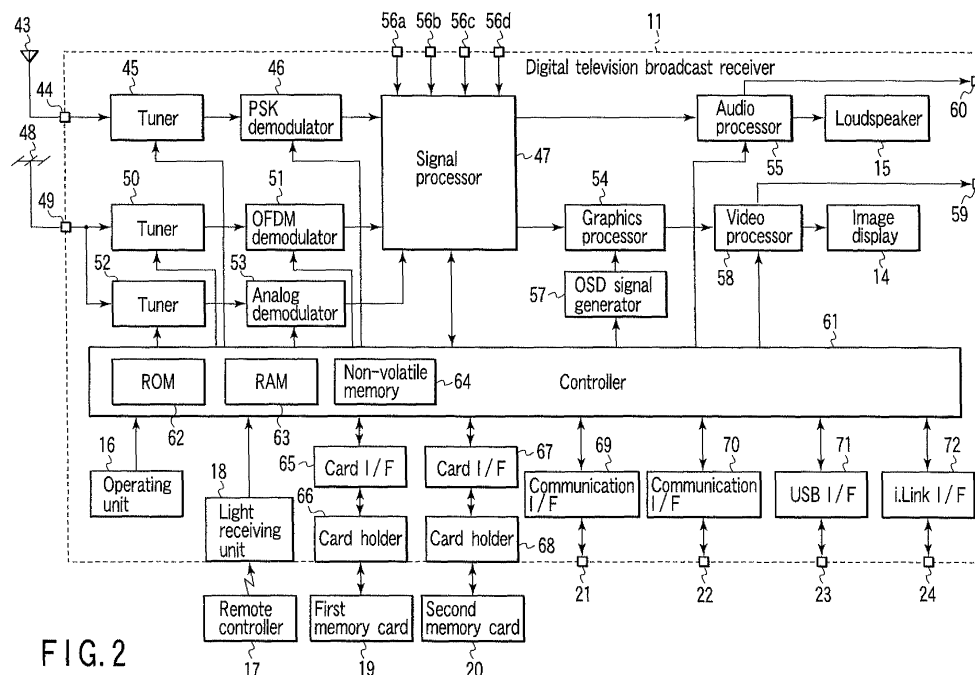 56a 56b 56c 56d
11
43
Digital television broadcast receiver
45
46
60
44
Tuner
PSK
demodulator
Signal
processor
47
Audio
processor
55
Loudspeaker
15
48
50
51
54
59
49
Tuner
OFDM
demodulator
Graphics
processor
Video
processor
58
Image
display
14
52
53
57
Tuner
Analog
demodulator
OSD signal
generator
61
ROM
RAM
Non-volatile
memory
64
Controller
62
63
16
18
65
67
69
70
71
72
Operating
unit
Light
receiving
unit
Card I/F
Card I/F
Communication
I/F
Communication
I/F
USB I/F
i.Link I/F
66
Card holder
Card holder
68
21
22
23
24
Remote
controller
First
memory card
Second
memory card
17
19
20
FIG. 2